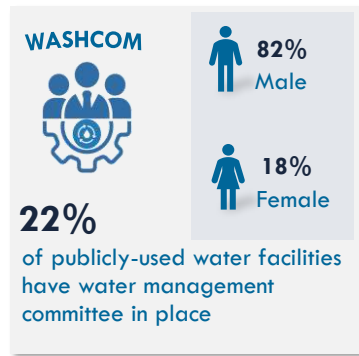 WASHCOM
82%
Male
18%
Female
22%
of publicly-used water facilities
have water management
committee in place